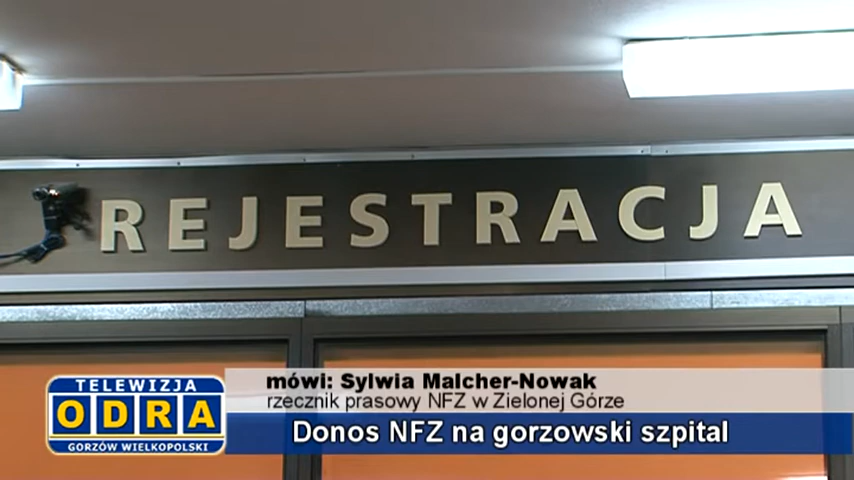 REJESTRACJA
mówi: Sylwia Malcher-Nowak
rzecznik prasowy NFZ w Zielonej Górze
Donos NFZ na gorzowski szpital
TELEWIZJA
ODRA
GORZÓW WIELKOPOLSKI